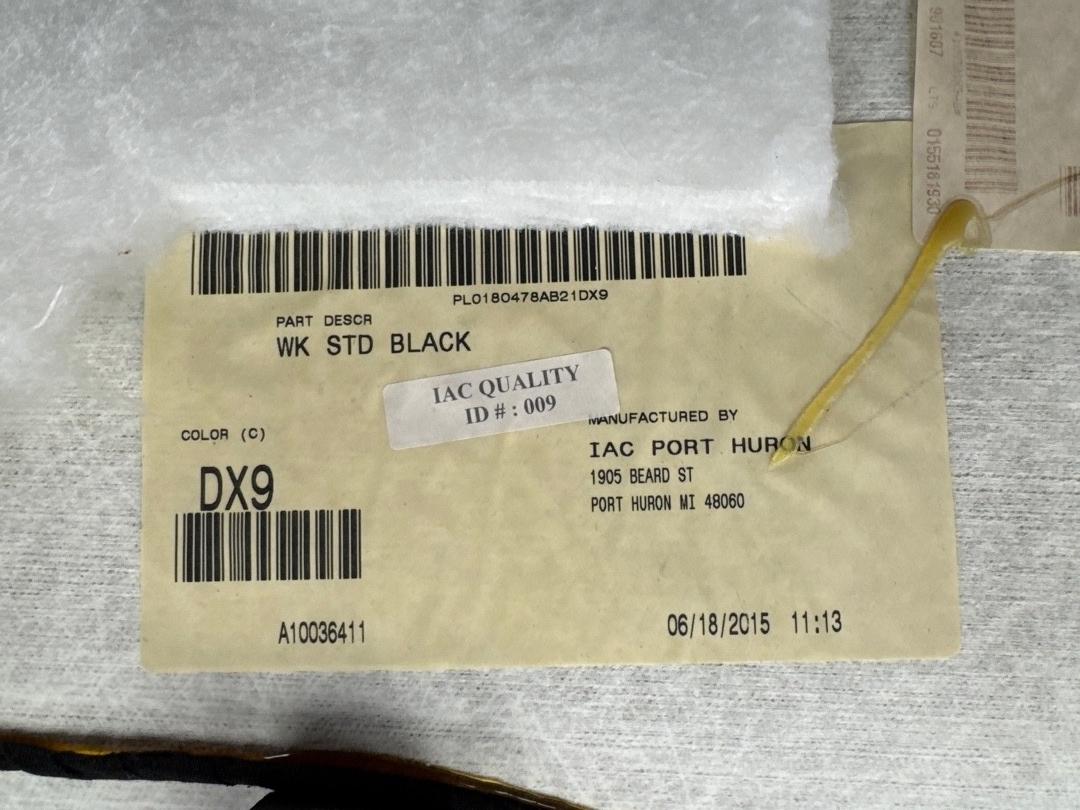 PL0180478AB21DX9
PART DESCR
WK STD BLACK
IAC QUALITY
ID # : 009
MANUFACTURED BY
COLOR (C)
IAC PORT HURON
1905 BEARD ST
DX9
PORT HURON MI 48060
A10036411
06/18/2015 11:13
0155181930